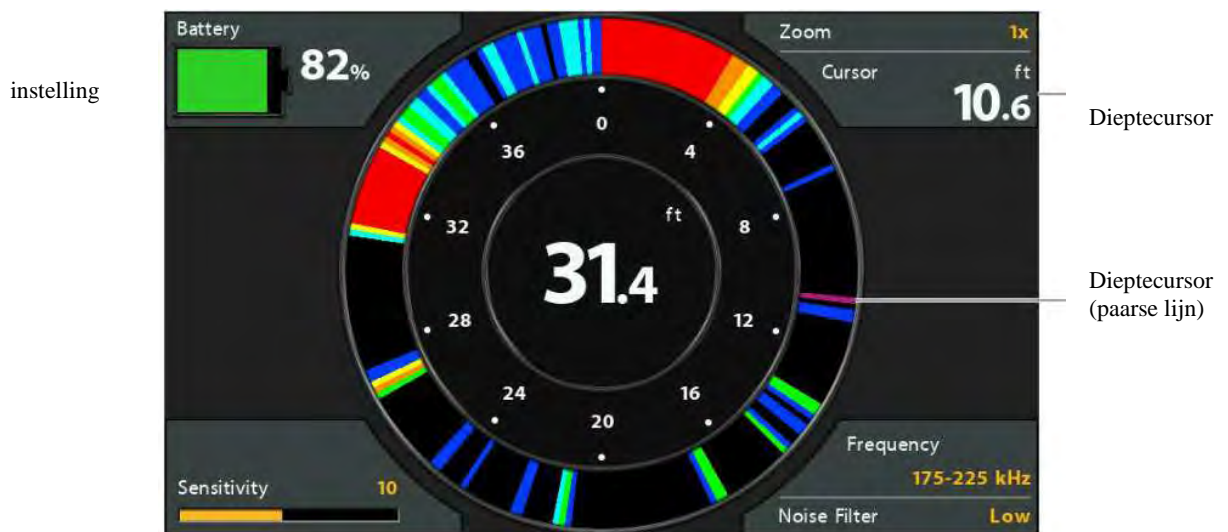 instelling
Battery
82%
Zoom 1x
Cursor ft
10.6
Dieptecursor
0
4
8
12
16
20
24
28
32
36
ft
31.4
Dieptecursor
(paarse lijn)
Sensitivity 10
Frequency
175-225 kHz
Noise Filter Low